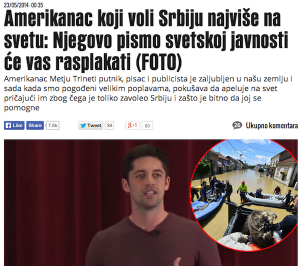 23/05/2014 - 00:35
Amerikanac koji voli Srbiju najviše na
svetu: Njegovo pismo svetskoj javnosti
će vas rasplakati (FOTO)
Amerikanac Metju Trineti putnik, pisac i publicista je zaljubljen u našu zemlju i
sada kada smo pogođeni velikim poplavama, pokušava da apeluje na svet
pričajući im zbog čega je toliko zavoleo Srbiju i zašto je bitno da joj se
pomogne
Like 7.6k Tweet 34 +1 35 Ukupno komentara